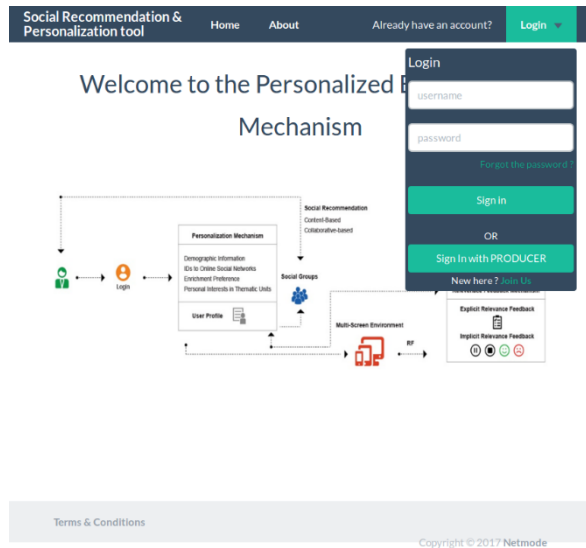 Social Recommendation &
Personalization tool
Home
About
Already have an account?
Login
Welcome to the Personalized
Mechanism
Login
username
password
Forgot the password ?
Sign in
OR
Sign In with PRODUCER
New here ? Join Us
Social Recommendation
Content-Based
Collaborative-based
Personalization Mechanism
Demographic Information
IDs to Online Social Networks
Enrichment Preference
Personal Interests in Thematic Units
User Profile
Login
Social Groups
Multi-Screen Environment
RF
Explicit Relevance Feedback
Implicit Relevance Feedback
Terms & Conditions
Copyright © 2017 Netmode